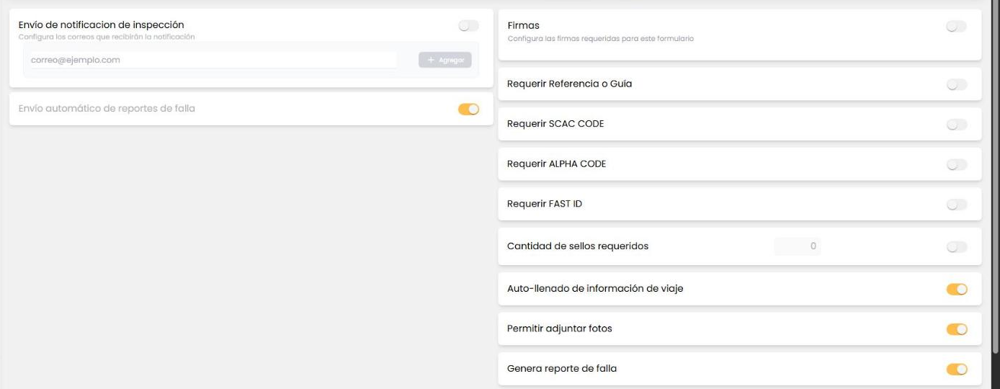 Envío de notificacion de inspección
Configura los correos que recibirán la notificación
correo@ejemplo.com
+ Agregar
Envío automático de reportes de falla
Firmas
Configura las firmas requeridas para este formulario
Requerir Referencia o Guía
Requerir SCAC CODE
Requerir ALPHA CODE
Requerir FAST ID
Cantidad de sellos requeridos 0
Auto-llenado de información de viaje
Permitir adjuntar fotos
Genera reporte de falla